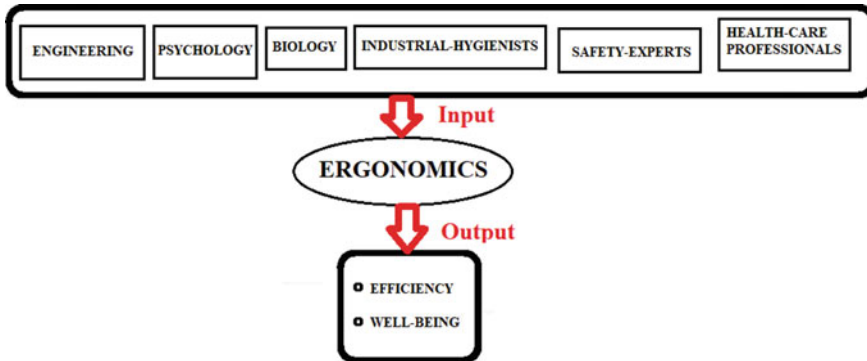 ENGINEERING
PSYCHOLOGY
BIOLOGY
INDUSTRIAL-HYGIENISTS
SAFETY-EXPERTS
HEALTH-CARE
PROFESSIONALS
Input
ERGONOMICS
Output
EFFICIENCY
WELL-BEING